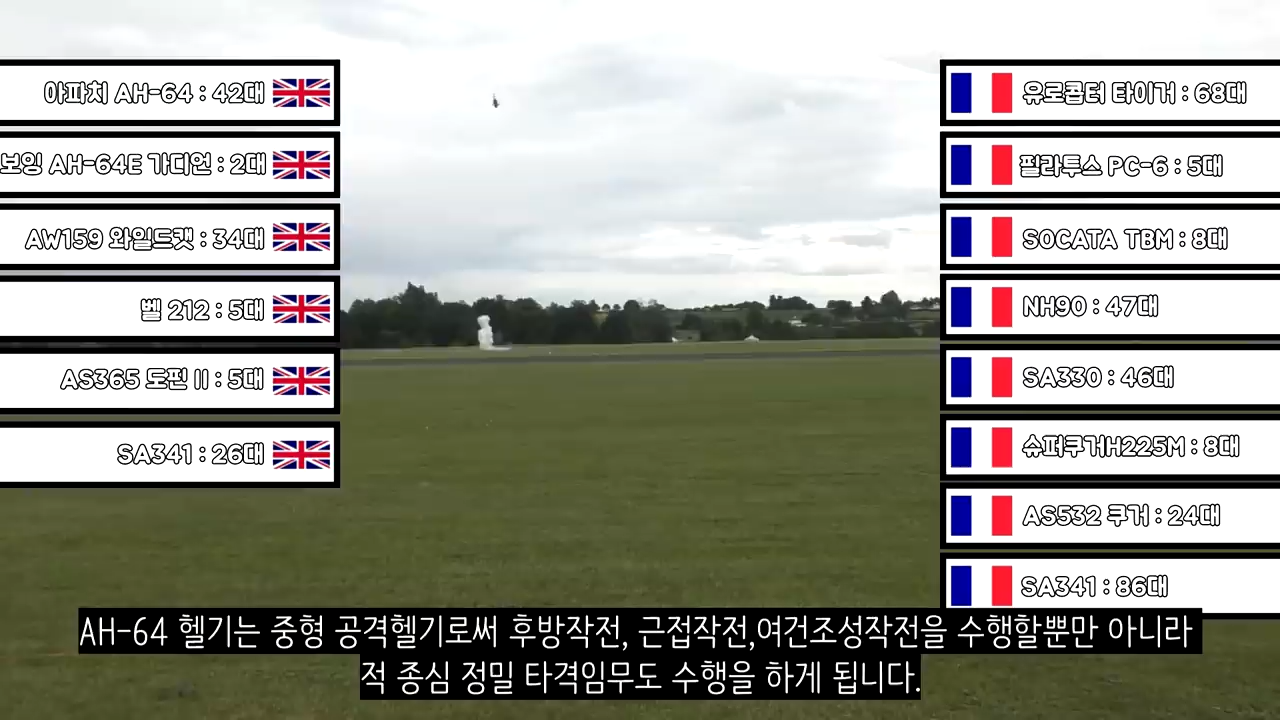 아파치 AH-64 : 42대
보잉 AH-64E 가디언 : 2대
AW159 와일드캣 : 34대
벨 212 : 5대
AS365 도핀 II : 5대
SA341 : 26대
유로콥터 타이거 : 68대
필라투스 PC-6 : 5대
SOCATA TBM : 8대
NH90 : 47대
SA330 : 46대
슈퍼쿠거H225M : 8대
AS532 쿠거 : 24대
SA341 : 86대
AH-64 헬기는 중형 공격헬기로써 후방작전, 근접작전,여건조성작전을 수행할뿐만 아니라
적 종심 정밀 타격임무도 수행을 하게 됩니다.